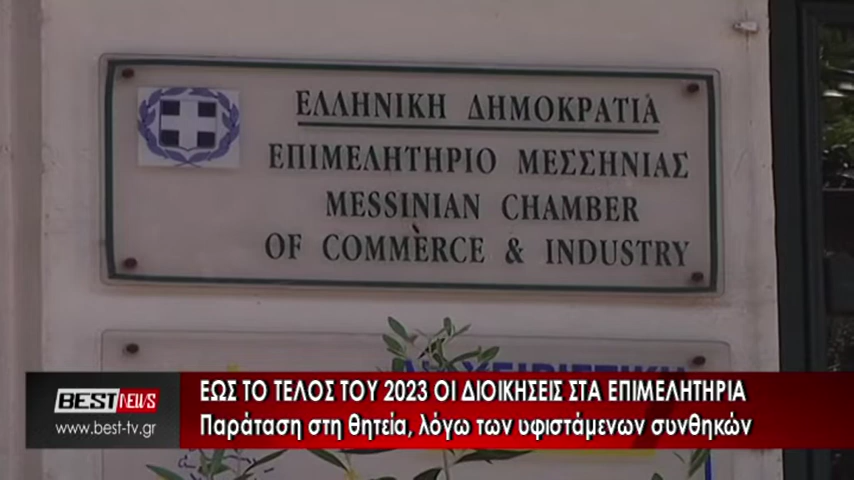 ΕΛΛΗΝΙΚΗ ΔΗΜΟΚΡΑΤΙΑ
ΕΠΙΜΕΛΗΤΗΡΙΟ ΜΕΣΣΗΝΙΑΣ
MESSINIAN CHAMBER
OF COMMERCE & INDUSTRY
BEST NEWS
www.best-tv.gr
ΕΩΣ ΤΟ ΤΕΛΟΣ ΤΟΥ 2023 ΟΙ ΔΙΟΙΚΗΣΕΙΣ ΣΤΑ ΕΠΙΜΕΛΗΤΗΡΙΑ
Παράταση στη θητεία, λόγω των υφιστάμενων συνθηκών